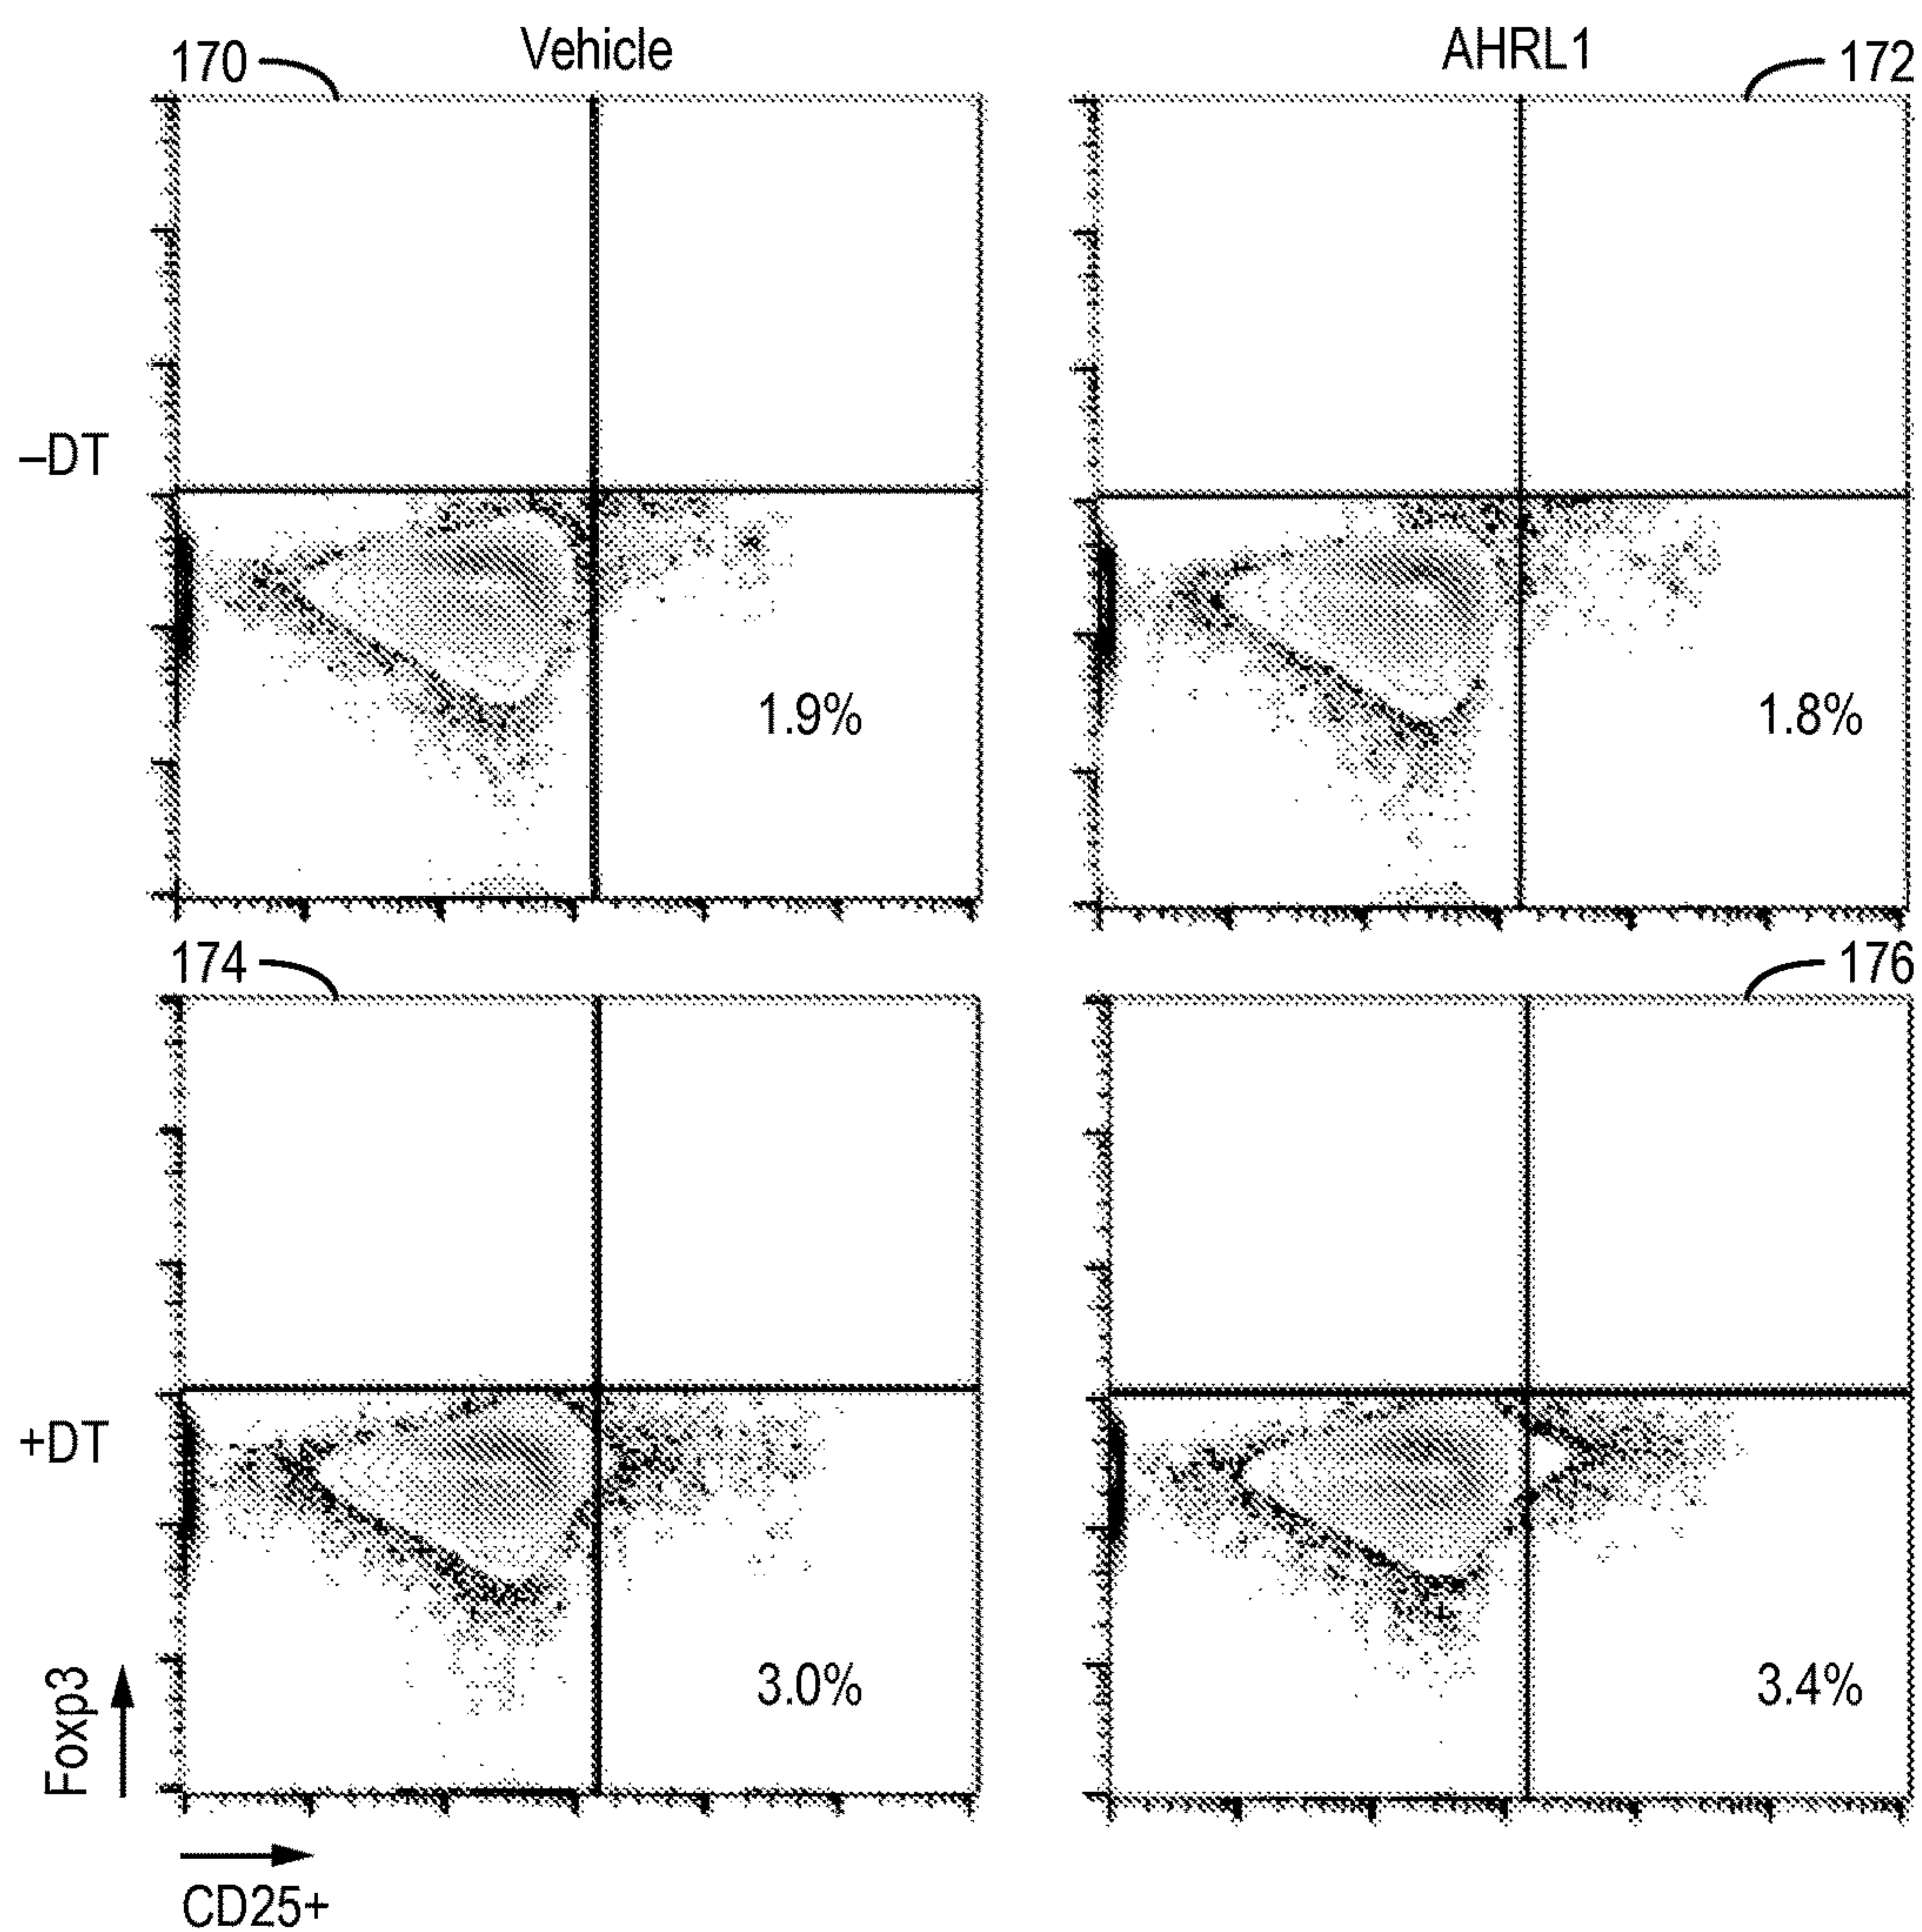 170 Vehicle AHRL1 172
–DT
1.9% 1.8%
174 176
+DT
3.0% 3.4%
Foxp3
CD25+